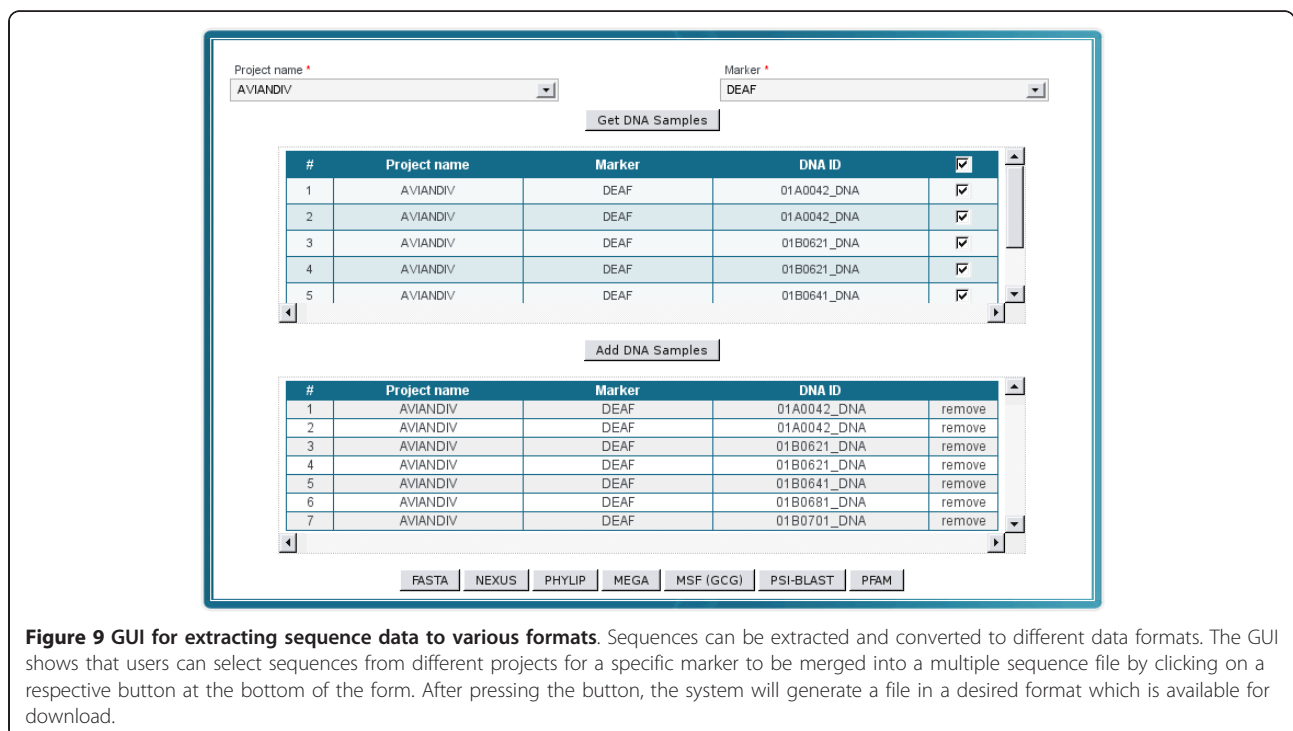 Project name *
Marker *
AVIANDIV
DEAF
Get DNA Samples
# Project name Marker DNA ID
1 AVIANDIV DEAF 01A0042_DNA
2 AVIANDIV DEAF 01A0042_DNA
3 AVIANDIV DEAF 01B0621_DNA
4 AVIANDIV DEAF 01B0621_DNA
5 AVIANDIV DEAF 01B0641_DNA
Add DNA Samples
# Project name Marker DNA ID
1 AVIANDIV DEAF 01A0042_DNA remove
2 AVIANDIV DEAF 01A0042_DNA remove
3 AVIANDIV DEAF 01B0621_DNA remove
4 AVIANDIV DEAF 01B0621_DNA remove
5 AVIANDIV DEAF 01B0641_DNA remove
6 AVIANDIV DEAF 01B0681_DNA remove
7 AVIANDIV DEAF 01B0701_DNA remove
FASTA NEXUS PHYLIP MEGA MSF (GCG) PSI-BLAST PFAM
Figure 9 GUI for extracting sequence data to various formats. Sequences can be extracted and converted to different data formats. The GUI
shows that users can select sequences from different projects for a specific marker to be merged into a multiple sequence file by clicking on a
respective button at the bottom of the form. After pressing the button, the system will generate a file in a desired format which is available for
download.